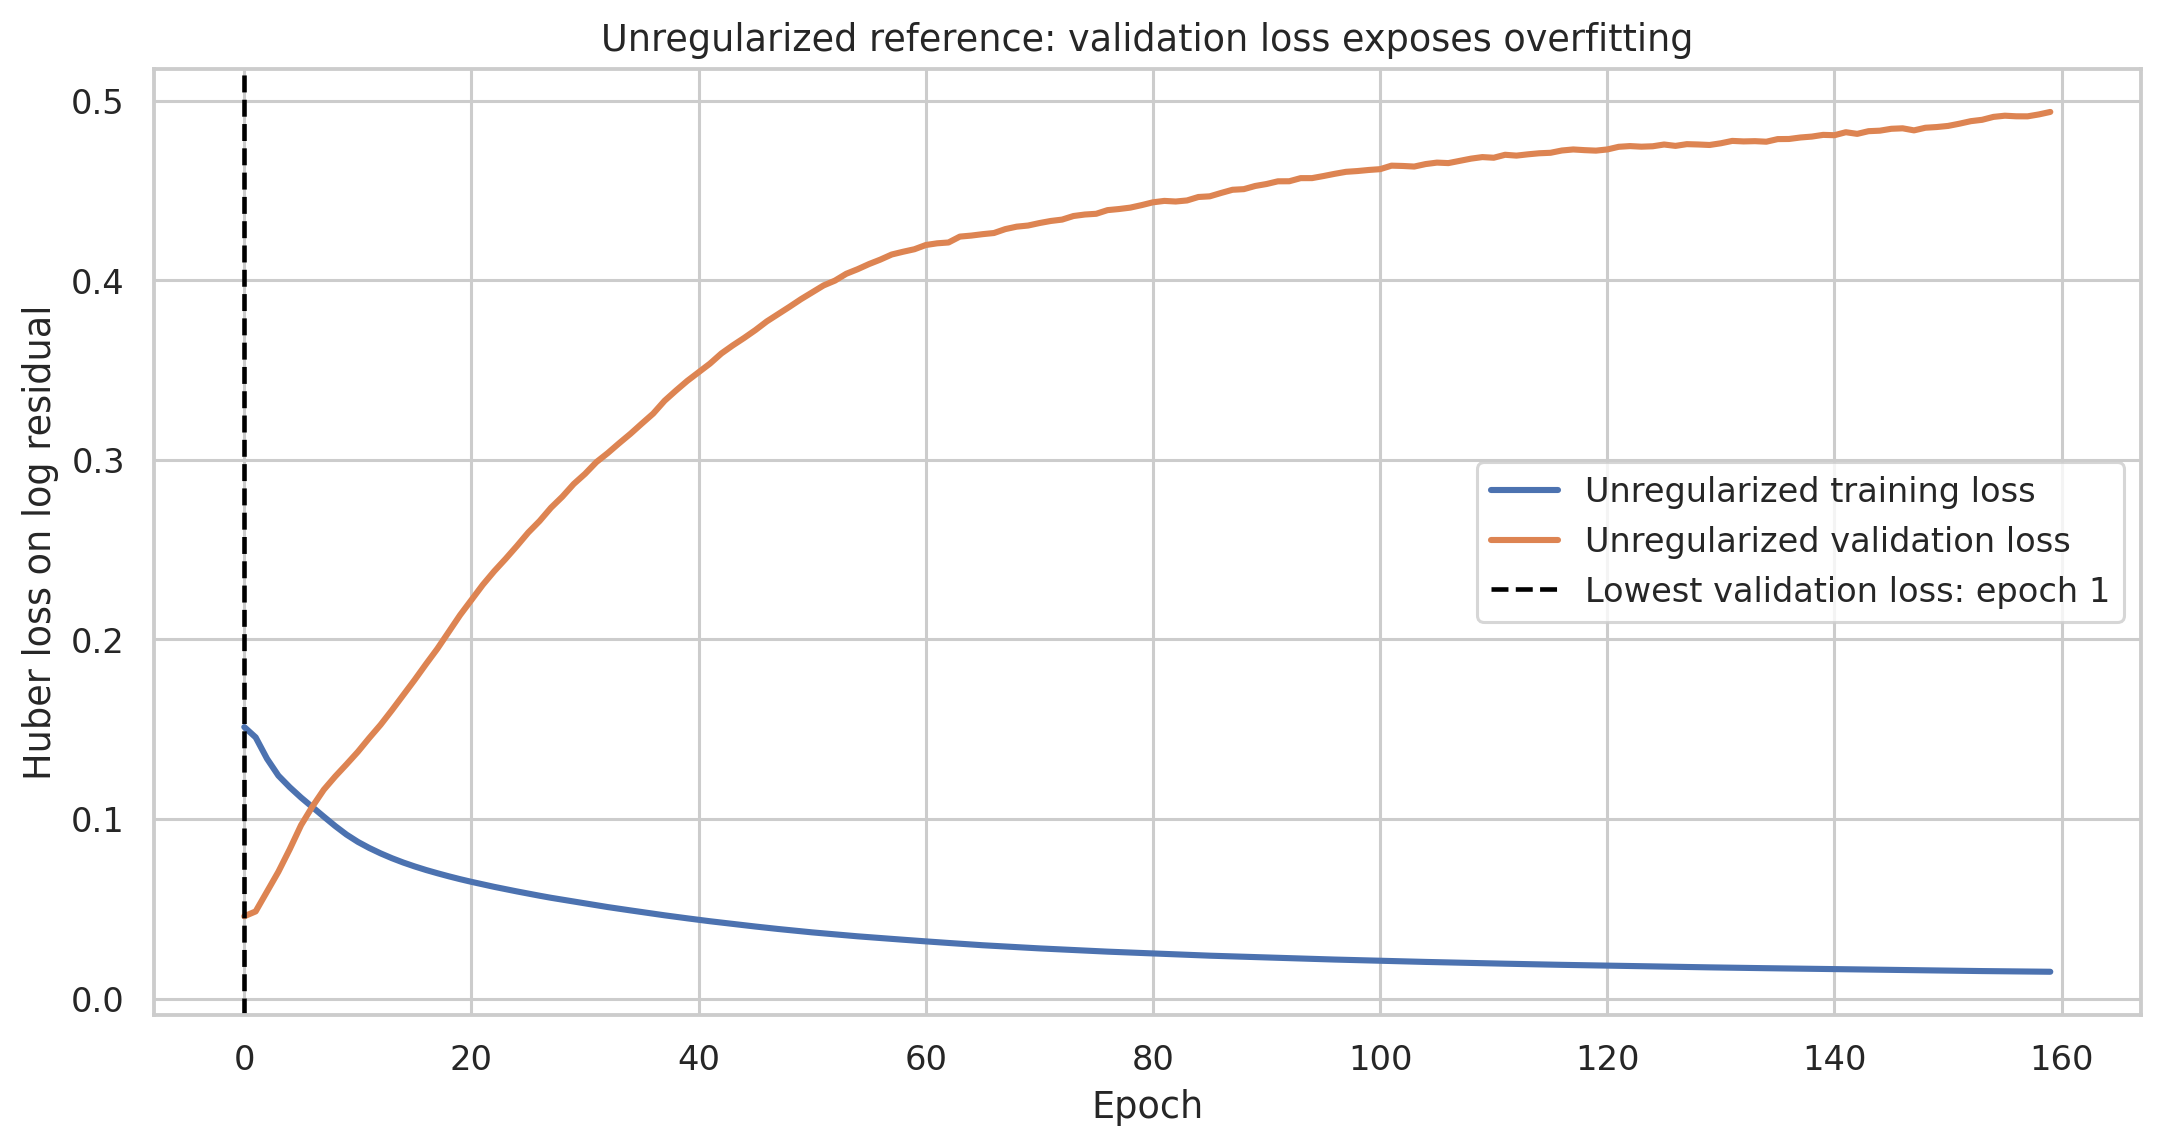 Unregularized reference: validation loss exposes overfitting
Huber loss on log residual
0.5
0.4
0.3
0.2
0.1
0.0
Unregularized training loss
Unregularized validation loss
Lowest validation loss: epoch 1
0 20 40 60 80 100 120 140 160
Epoch